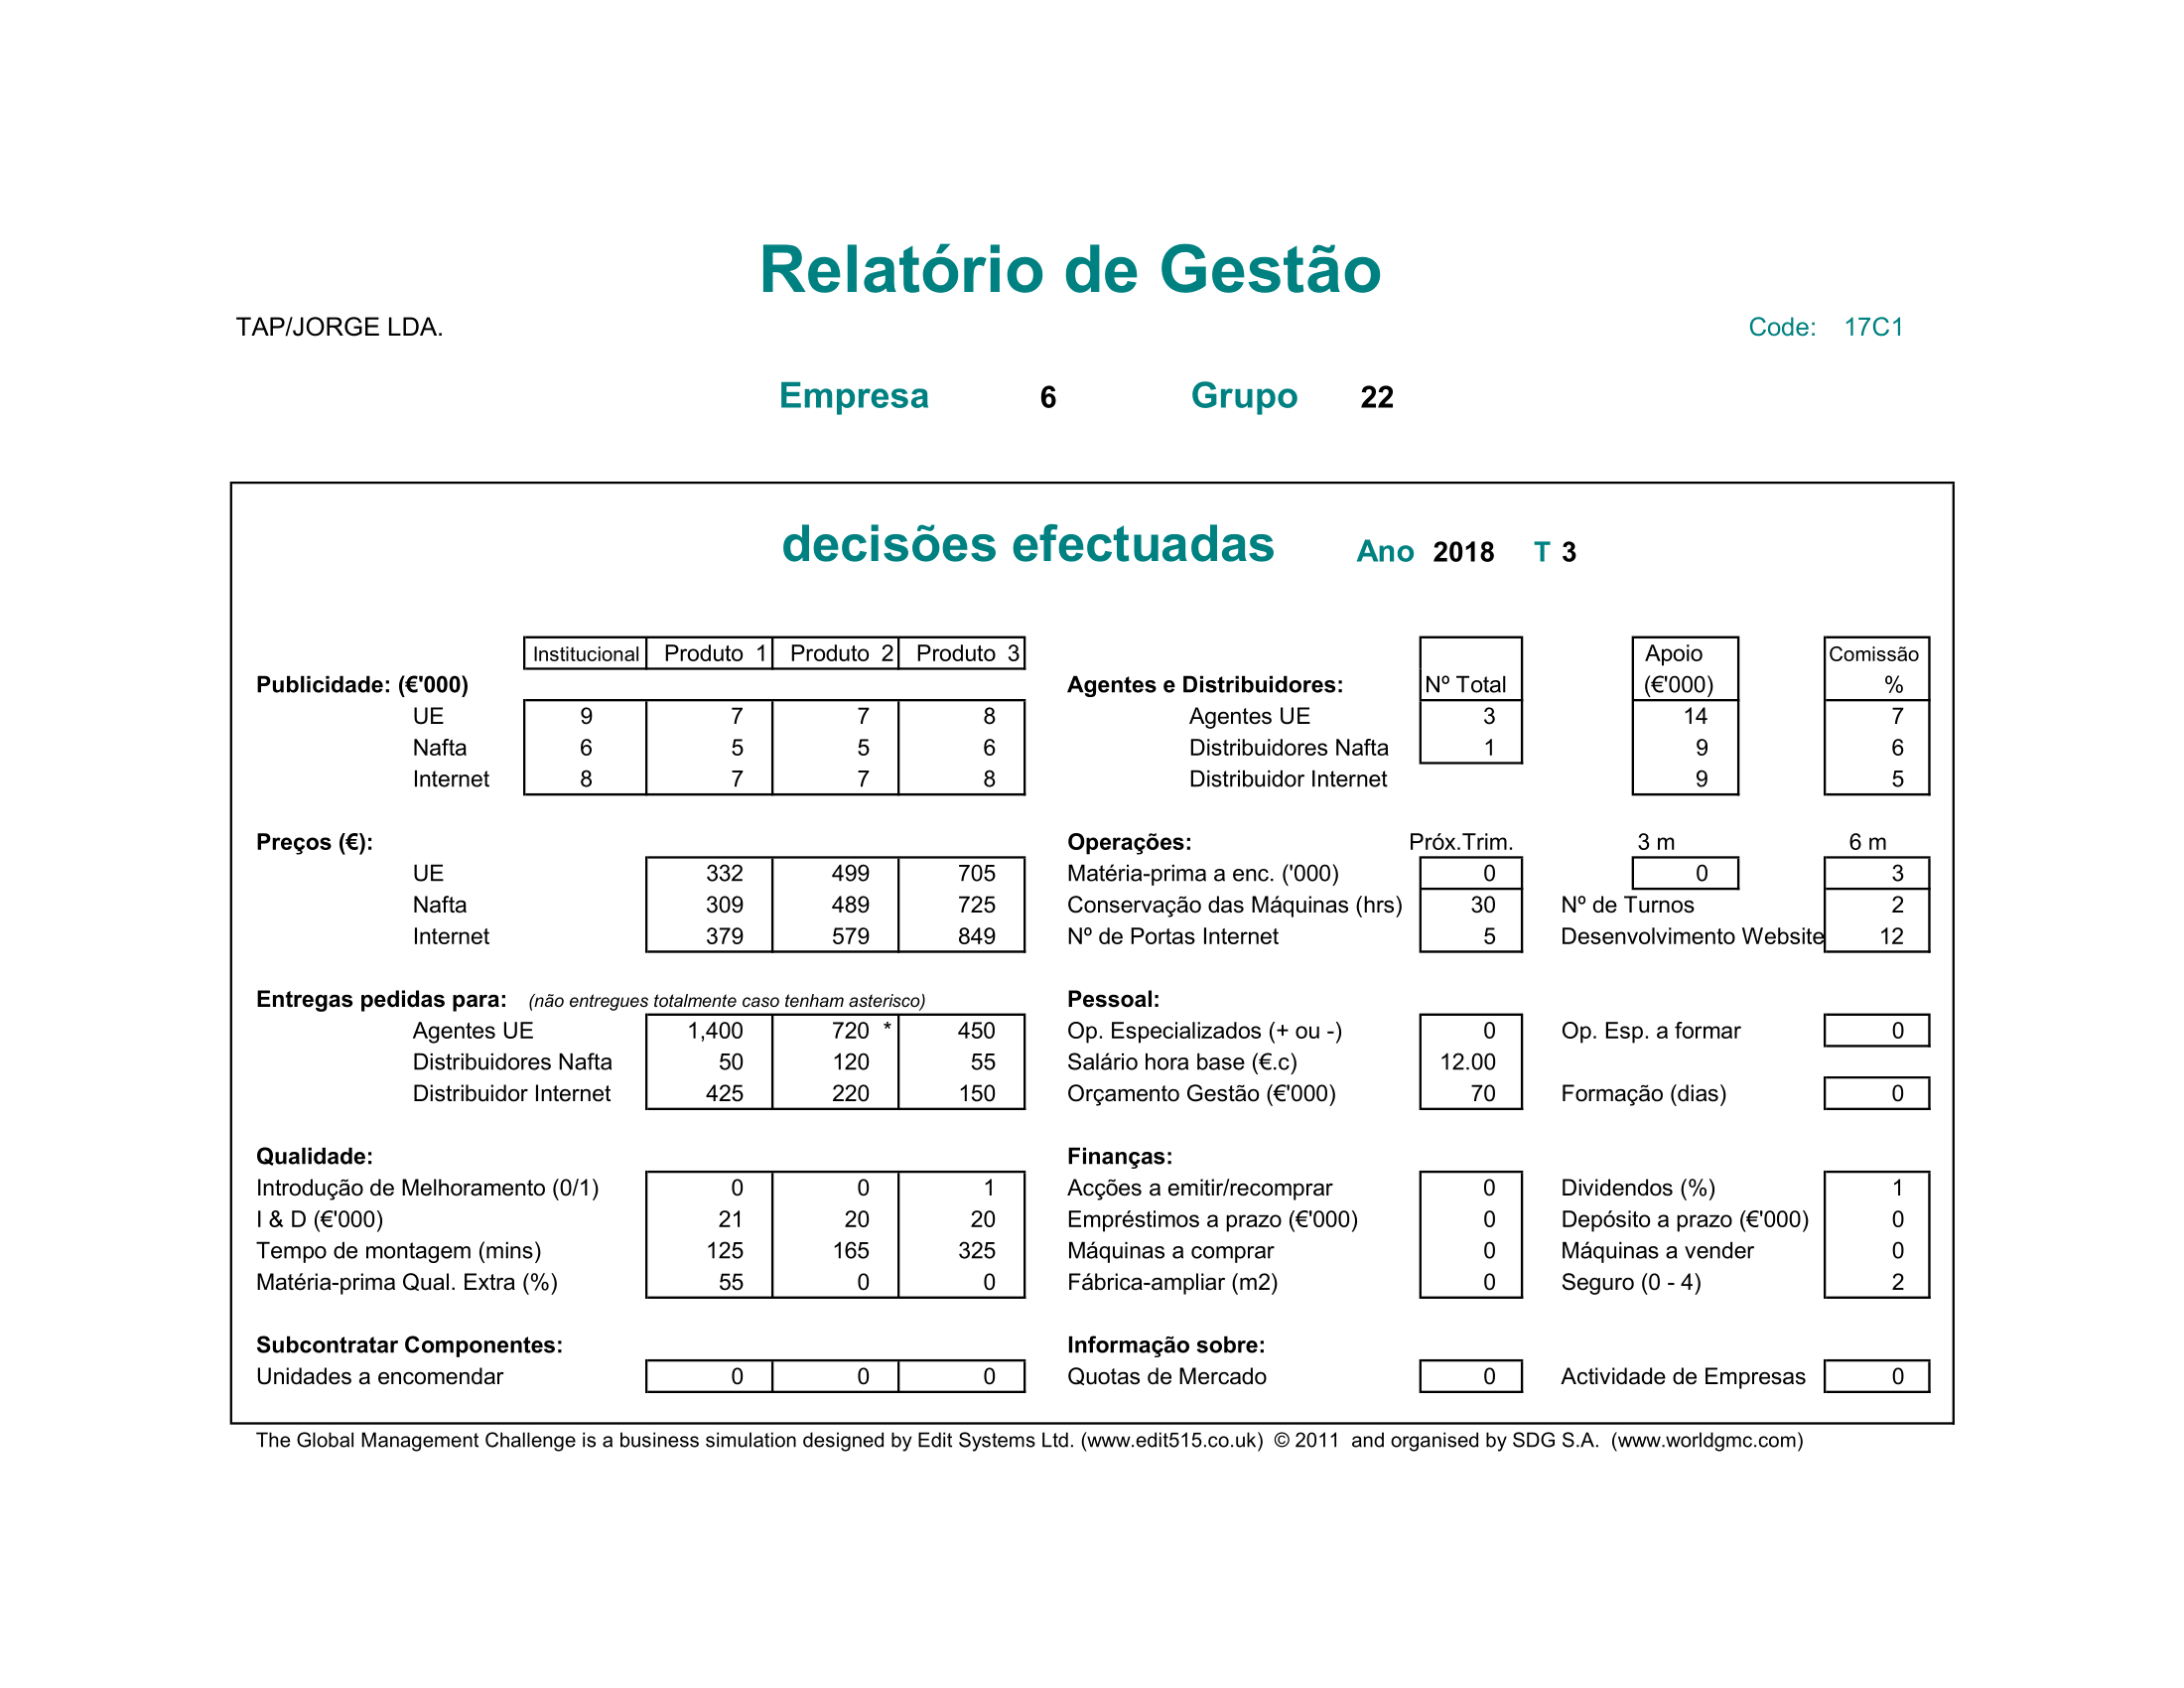 Relatório de Gestão
TAP/JORGE LDA. Code: 17C1
Empresa 6 Grupo 22
decisões efectuadas Ano 2018 T 3
Institucional Produto 1 Produto 2 Produto 3 Apoio Comissão
Publicidade: (€'000) Agentes e Distribuidores: Nº Total (€'000) %
UE 9 7 7 8 Agentes UE 3 14 7
Nafta 6 5 5 6 Distribuidores Nafta 1 9 6
Internet 8 7 7 8 Distribuidor Internet 9 5
Preços (€): Operações: Próx.Trim. 3 m 6 m
UE 332 499 705 Matéria-prima a enc. ('000) 0 0 3
Nafta 309 489 725 Conservação das Máquinas (hrs) 30 Nº de Turnos 2
Internet 379 579 849 Nº de Portas Internet 5 Desenvolvimento Website 12
Entregas pedidas para: (não entregues totalmente caso tenham asterisco) Pessoal:
Agentes UE 1,400 720 * 450 Op. Especializados (+ ou -) 0 Op. Esp. a formar 0
Distribuidores Nafta 50 120 55 Salário hora base (€.c) 12.00
Distribuidor Internet 425 220 150 Orçamento Gestão (€'000) 70 Formação (dias) 0
Qualidade: Finanças:
Introdução de Melhoramento (0/1) 0 0 1 Acções a emitir/recomprar 0 Dividendos (%) 1
I & D (€'000) 21 20 20 Empréstimos a prazo (€'000) 0 Depósito a prazo (€'000) 0
Tempo de montagem (mins) 125 165 325 Máquinas a comprar 0 Máquinas a vender 0
Matéria-prima Qual. Extra (%) 55 0 0 Fábrica-ampliar (m2) 0 Seguro (0 - 4) 2
Subcontratar Componentes: Informação sobre:
Unidades a encomendar 0 0 0 Quotas de Mercado 0 Actividade de Empresas 0
The Global Management Challenge is a business simulation designed by Edit Systems Ltd. (www.edit515.co.uk) © 2011 and organised by SDG S.A. (www.worldgmc.com)